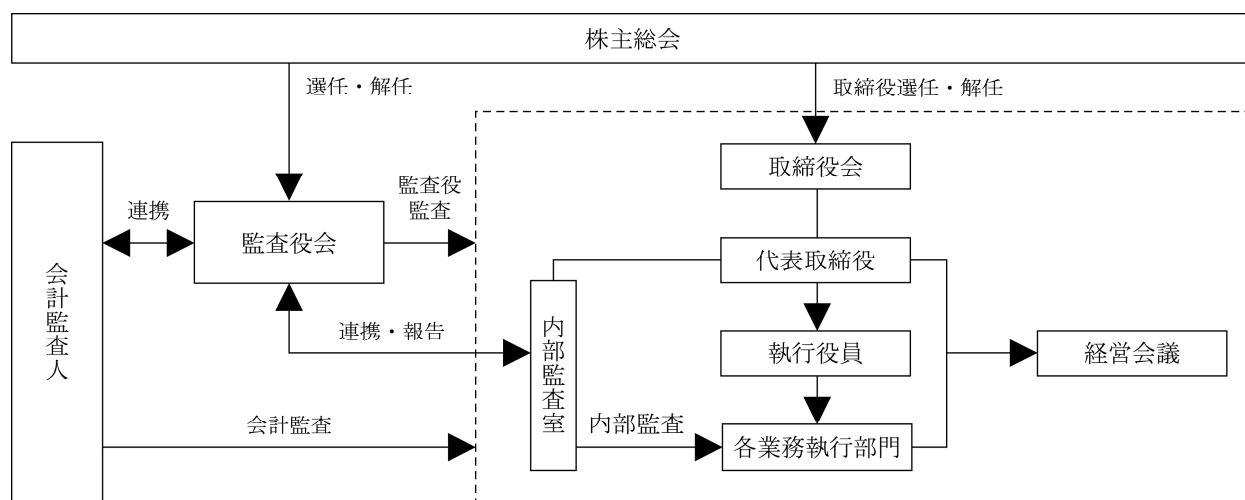 株主総会
選任・解任
取締役選任・解任
取締役会
監査役
監査
連携
監査役会
代表取締役
会計監査人
連携・報告
内部監査室
執行役員
経営会議
会計監査
内部監査
各業務執行部門